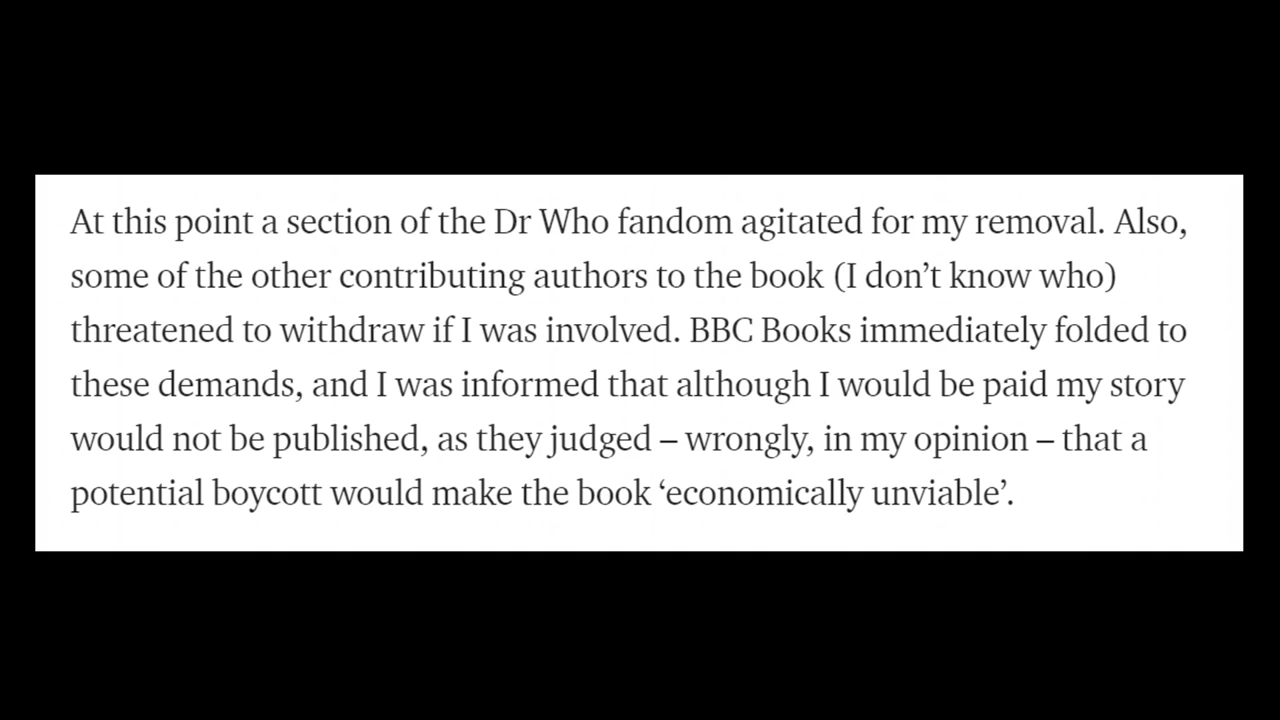 At this point a section of the Dr Who fandom agitated for my removal. Also,
some of the other contributing authors to the book (I don’t know who)
threatened to withdraw if I was involved. BBC Books immediately folded to
these demands, and I was informed that although I would be paid my story
would not be published, as they judged – wrongly, in my opinion – that a
potential boycott would make the book ‘economically unviable’.